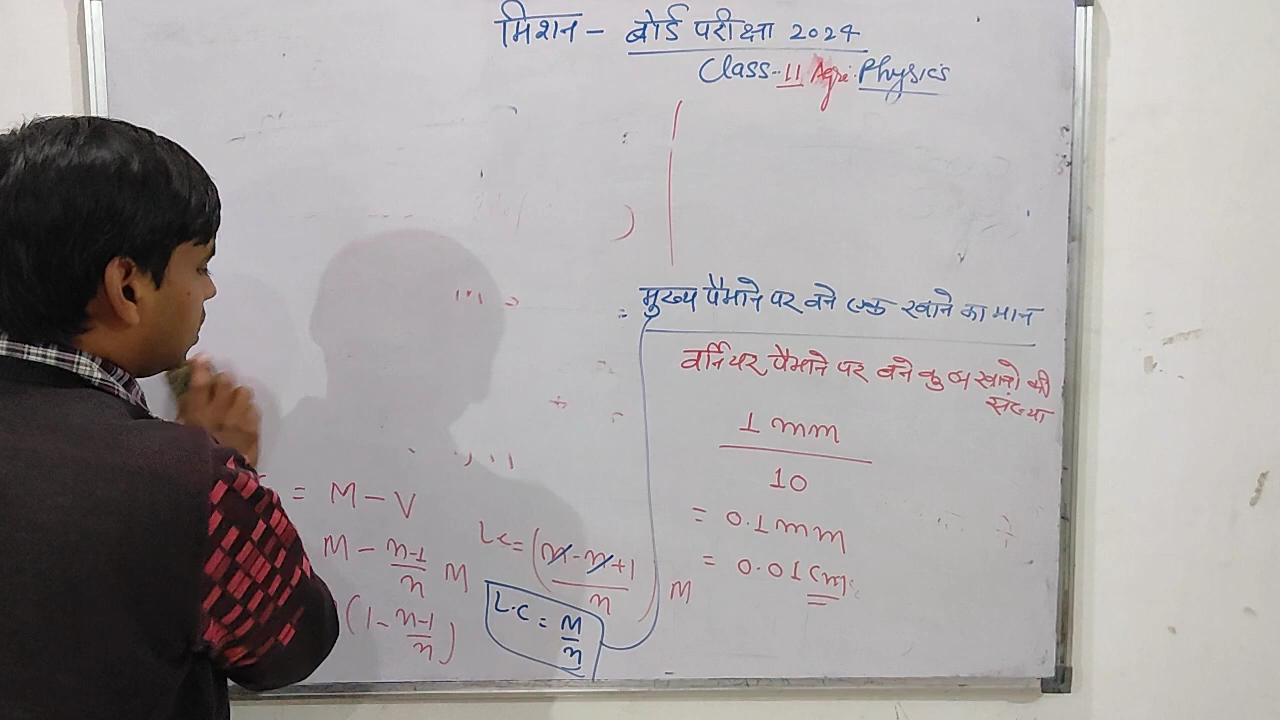 मिशन - बोर्ड परीक्षा 2024
Class-11 Agri. Physics
= मुख्य पैमाने पर बने एक खाने का मान
वर्नियर पैमाने पर बने कुल खानो की
संख्या
1 mm
10
= 0.1 mm
= 0.01 cm
= M - V
M - n-1/n M
(1 - n-1/n)
L.C = (n - n + 1 / n) M
L.C = M/n